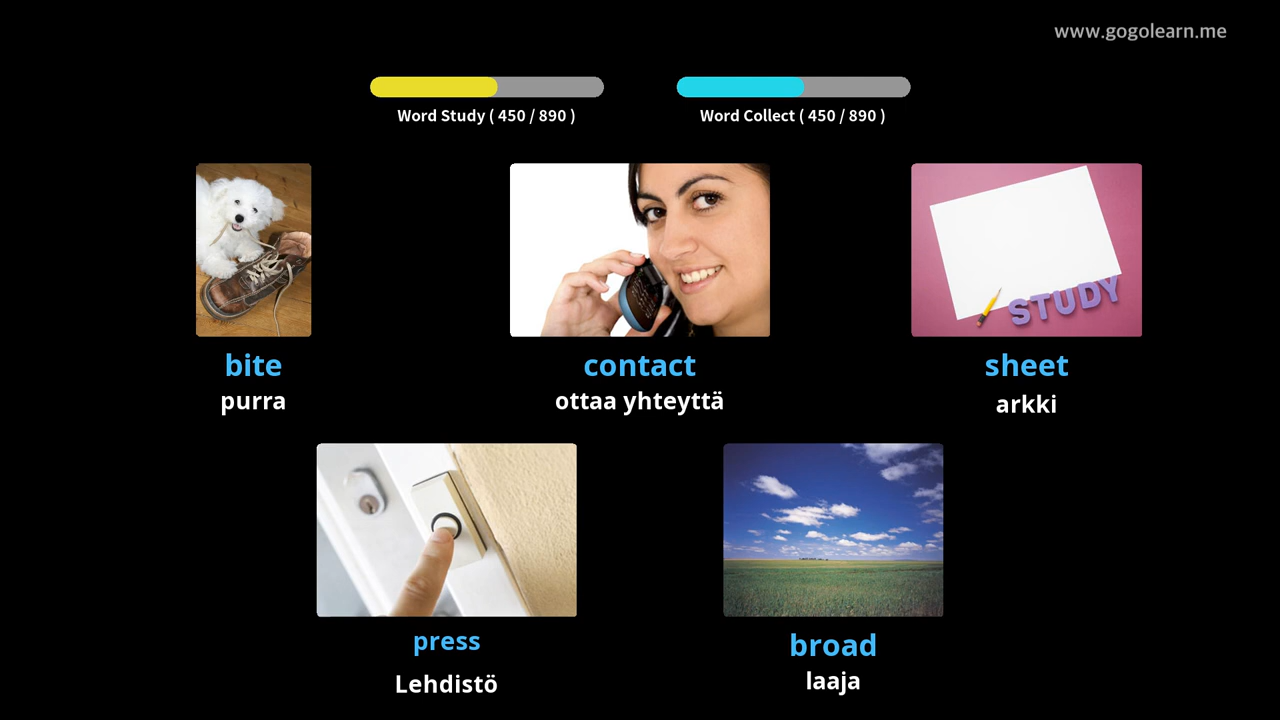 www.gogolearn.me
Word Study ( 450 / 890 )
Word Collect ( 450 / 890 )
STUDY
bite
purra
contact
ottaa yhteyttä
sheet
arkki
press
Lehdistö
broad
laaja